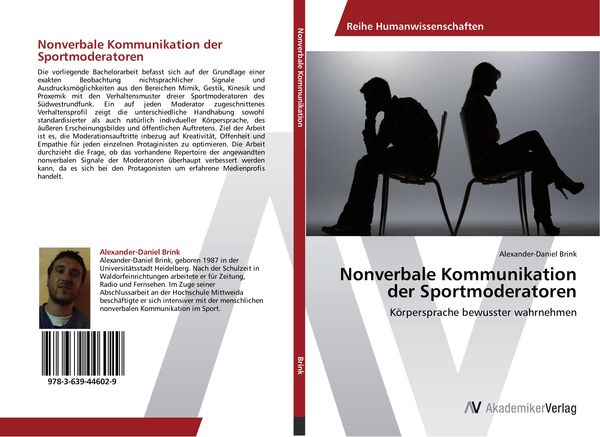 Nonverbale Kommunikation der
Sportmoderatoren
Die vorliegende Bachelorarbeit befasst sich auf der Grundlage einer
exakten Beobachtung nichtsprachlicher Signale und
Ausdrucksmöglichkeiten aus den Bereichen Mimik, Gestik, Kinesik und
Proxemik mit den Verhaltensmuster dreier Sportmoderatoren des
Südwestrundfunk. Ein auf jeden Moderator zugeschnittenes
Verhaltensprofil zeigt die unterschiedliche Handhabung sowohl
standardisierter als auch natürlich indivdueller Körpersprache, des
äußeren Erscheinungsbildes und öffentlichen Auftretens. Ziel der Arbeit
ist es, die Moderationsauftritte inbezug auf Kreativität, Offenheit und
Empathie für jeden einzelnen Protagnisten zu optimieren. Die Arbeit
durchzieht die Frage, ob das vorhandene Repertoire der angewandten
nonverbalen Signale der Moderatoren überhaupt verbessert werden
kann, da es sich bei den Protagonisten um erfahrene Medienprofis
handelt.
Alexander-Daniel Brink
Alexander-Daniel Brink, geboren 1987 in der
Universitätsstadt Heidelberg. Nach der Schulzeit in
Waldorfeinrichtungen arbeitete er für Zeitung,
Radio und Fernsehen. Im Zuge seiner
Abschlussarbeit an der Hochschule Mittweida
beschäftigte er sich intensiver mit der menschlichen
nonverbalen Kommunikation im Sport.
978-3-639-44602-9
Nonverbale Kommunikation
Brink
Reihe Humanwissenschaften
Alexander-Daniel Brink
Nonverbale Kommunikation
der Sportmoderatoren
Körpersprache bewusster wahrnehmen
AV AkademikerVerlag